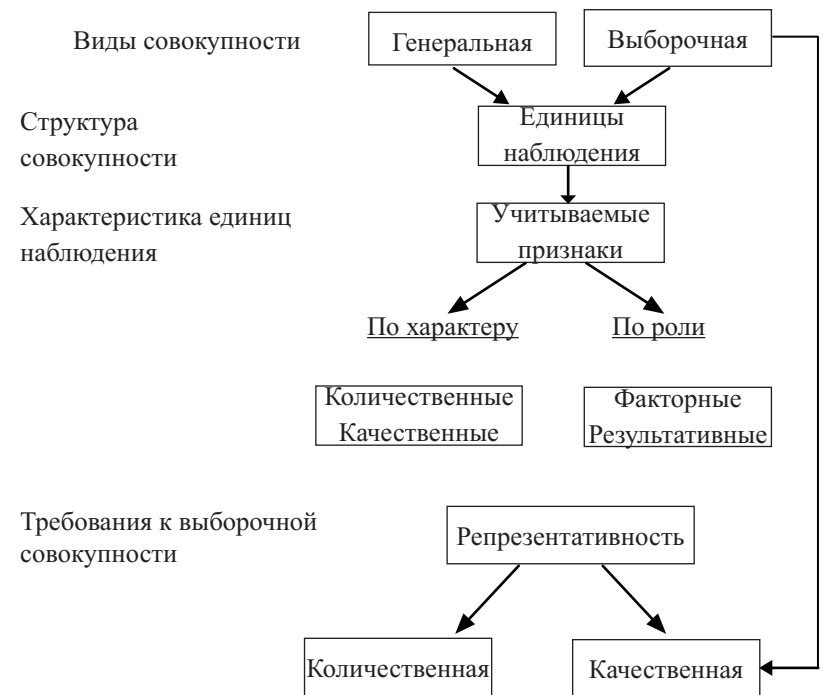 Виды совокупности
Генеральная
Выборочная
Структура
совокупности
Единицы
наблюдения
Характеристика единиц
наблюдения
Учитываемые
признаки
По характеру
По роли
Количественные
Качественные
Факторные
Результативные
Требования к выборочной
совокупности
Репрезентативность
Количественная
Качественная